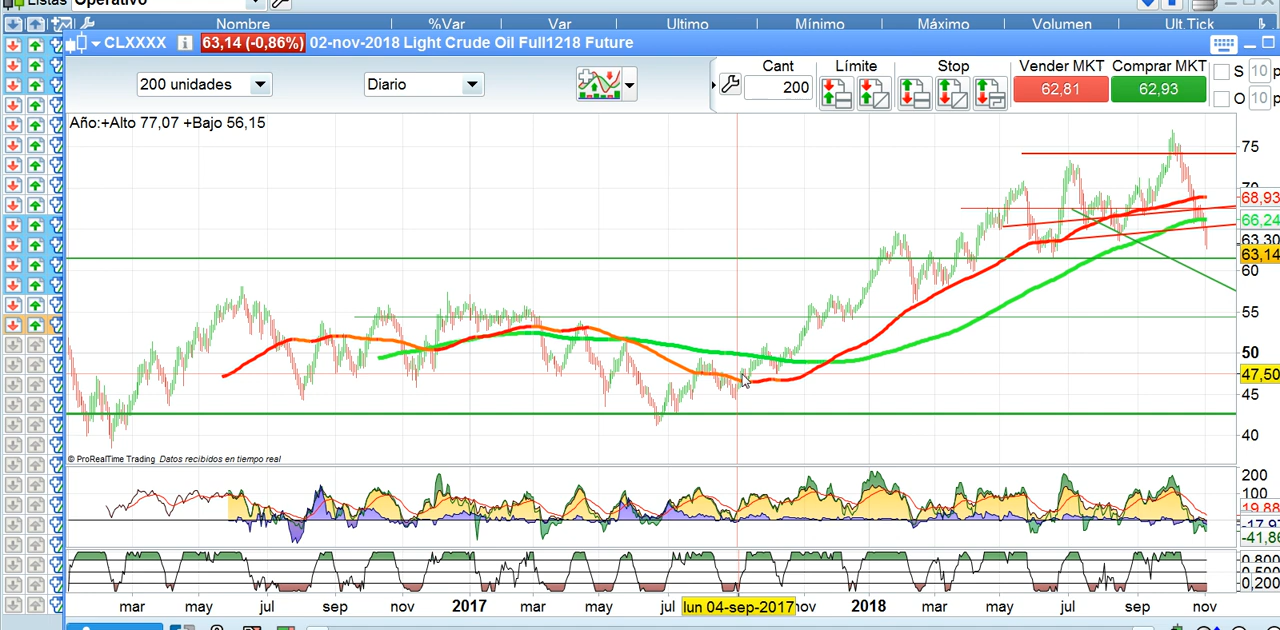 Listas Operativo
Nombre %Var Var Ultimo Mínimo Máximo Volumen Ult.Tick
CLXXXX i 63,14 (-0,86%) 02-nov-2018 Light Crude Oil Full1218 Future
Cant Límite Stop Vender MKT Comprar MKT S 10 p
200 unidades Diario 200 62,81 62,93 O 10 p
Año:+Alto 77,07 +Bajo 56,15
75
70
68,93
66,24
63,30
63,14
60
55
50
47,50
45
40
© ProRealTime Trading Datos recibidos en tiempo real
200
100
19,88
-17,97
-41,86
0,800
0,500
0,200
mar may jul sep nov 2017 mar may jul lun 04-sep-2017 nov 2018 mar may jul sep nov